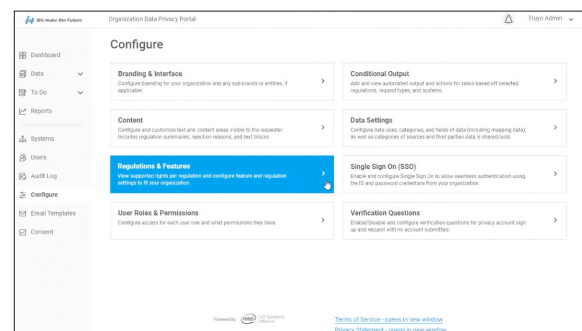 We make the Future
Organization Data Privacy Portal
Truyo Admin
Configure
Dashboard
Data
To Do
Reports
Systems
Users
Audit Log
Configure
Email Templates
Consent
Branding & Interface
Configure branding for your organization and any sub-brands or entities, if
applicable.
Conditional Output
Add and view automated output and actions for tasks based off selected
regulations, request types, and systems.
Content
Configure and customize text and content areas visible to the requester.
Includes regulation summaries, rejection reasons, and text blocks.
Data Settings
Configure data uses, categories, and fields of data (including mapping data),
as well as categories of sources and third parties data is shared/sold.
Regulations & Features
View supported rights per regulation and configure feature and regulation
settings to fit your organization.
Single Sign On (SSO)
Enable and configure Single Sign On to allow seamless authentication using
the ID and password credentials from your organization.
User Roles & Permissions
Configure access for each user role and what permissions they have.
Verification Questions
Enable/Disable and configure verification questions for privacy account sign
up and request with no account submittals.
Powered by intel IoT Solutions
Alliance
Terms of Service - opens in new window
Privacy Statement - opens in new window